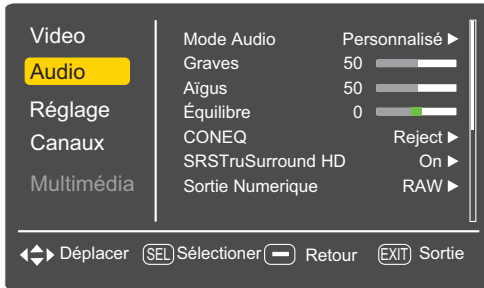 Video
Audio
Réglage
Canaux
Multimédia
Mode Audio Personnalisé
Graves 50
Aïgus 50
Équilibre 0
CONEQ Reject
SRSTruSurround HD On
Sortie Numerique RAW
Déplacer SEL Sélectioner Retour EXIT Sortie